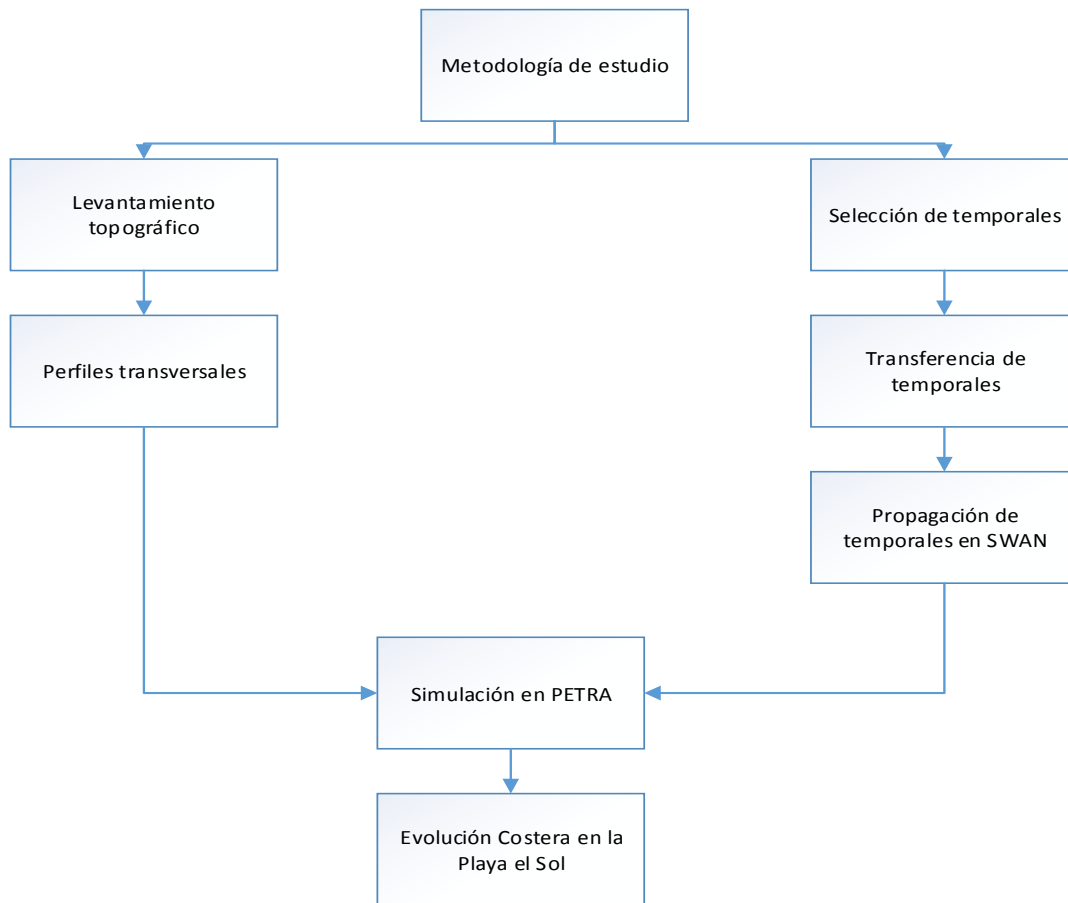 Metodología de estudio
Levantamiento
topográfico
Selección de temporales
Perfiles transversales
Transferencia de
temporales
Propagación de
temporales en SWAN
Simulación en PETRA
Evolución Costera en la
Playa el Sol